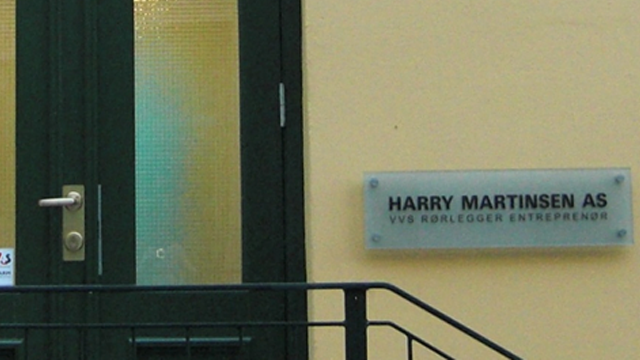 HARRY MARTINSEN AS
VVS RØRLEGGER ENTREPRENØR